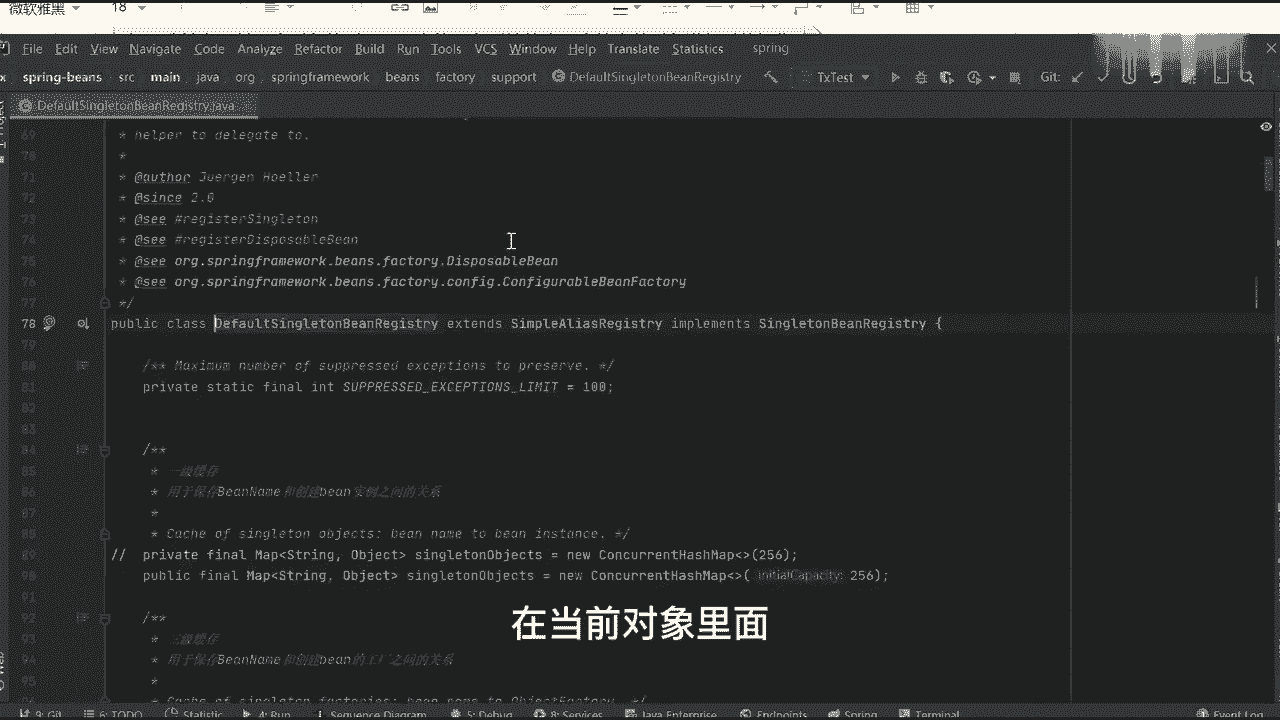 微软雅黑 18
File Edit View Navigate Code Analyze Refactor Build Run Tools VCS Window Help Translate Statistics spring
spring-beans src main java org springframework beans factory support DefaultSingletonBeanRegistry TxTest Git:
DefaultSingletonBeanRegistry.java
* helper to delegate to.
*
71 * @author Juergen Hoeller
72 * @since 2.0
73 * @see #registerSingleton
74 * @see #registerDisposableBean
75 * @see org.springframework.beans.factory.DisposableBean
76 * @see org.springframework.beans.factory.config.ConfigurableBeanFactory
77 */
78 public class DefaultSingletonBeanRegistry extends SimpleAliasRegistry implements SingletonBeanRegistry {
80 /** Maximum number of suppressed exceptions to preserve. */
81 private static final int SUPPRESSED_EXCEPTIONS_LIMIT = 100;
82
83
84 /**
85 * 一级缓存
86 * 用于保存BeanName和创建bean实例之间的关系
87 *
88 * Cache of singleton objects: bean name to bean instance. */
89 // private final Map<String, Object> singletonObjects = new ConcurrentHashMap<>(256);
90 public final Map<String, Object> singletonObjects = new ConcurrentHashMap<>( initialCapacity: 256);
91
92 /**
* 三级缓存
94 * 用于保存BeanName和创建bean的工厂之间的关系
95 *
* Cache of singleton factories: bean name to ObjectFactory. */
在当前对象里面
9: Git 6: TODO Statistic 4: Run Sequence Diagram 5: Debug 8: Services Java Enterprise Endpoints Spring Terminal Event Log